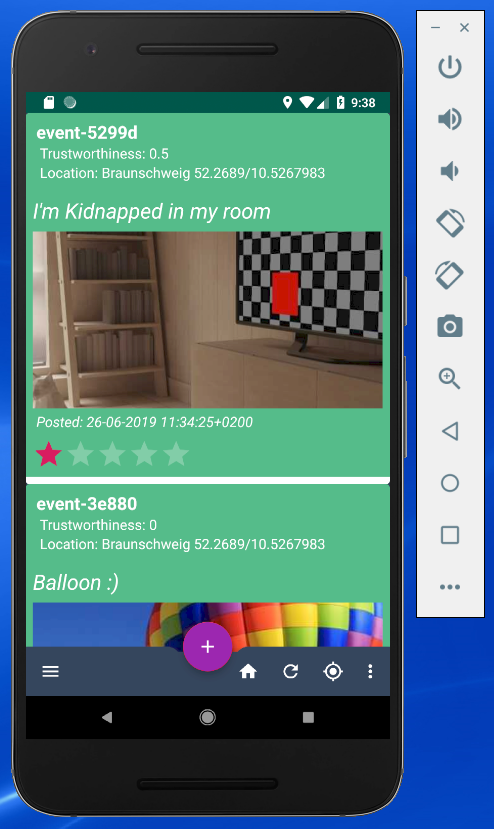 9:38
event-5299d
Trustworthiness: 0.5
Location: Braunschweig 52.2689/10.5267983
I'm Kidnapped in my room
Posted: 26-06-2019 11:34:25+0200
event-3e880
Trustworthiness: 0
Location: Braunschweig 52.2689/10.5267983
Balloon :)